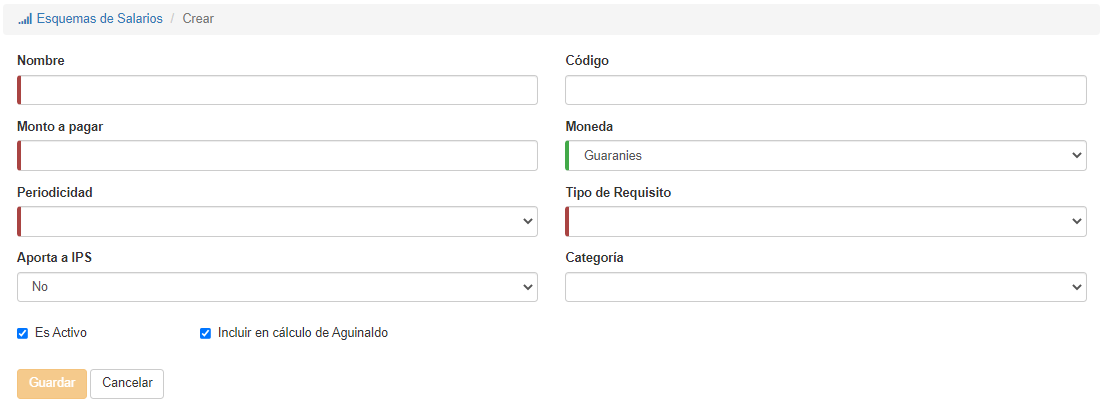 Esquemas de Salarios / Crear
Nombre Código
Monto a pagar Moneda
Guaranies
Periodicidad Tipo de Requisito
Aporta a IPS Categoría
No
Es Activo Incluir en cálculo de Aguinaldo
Guardar Cancelar